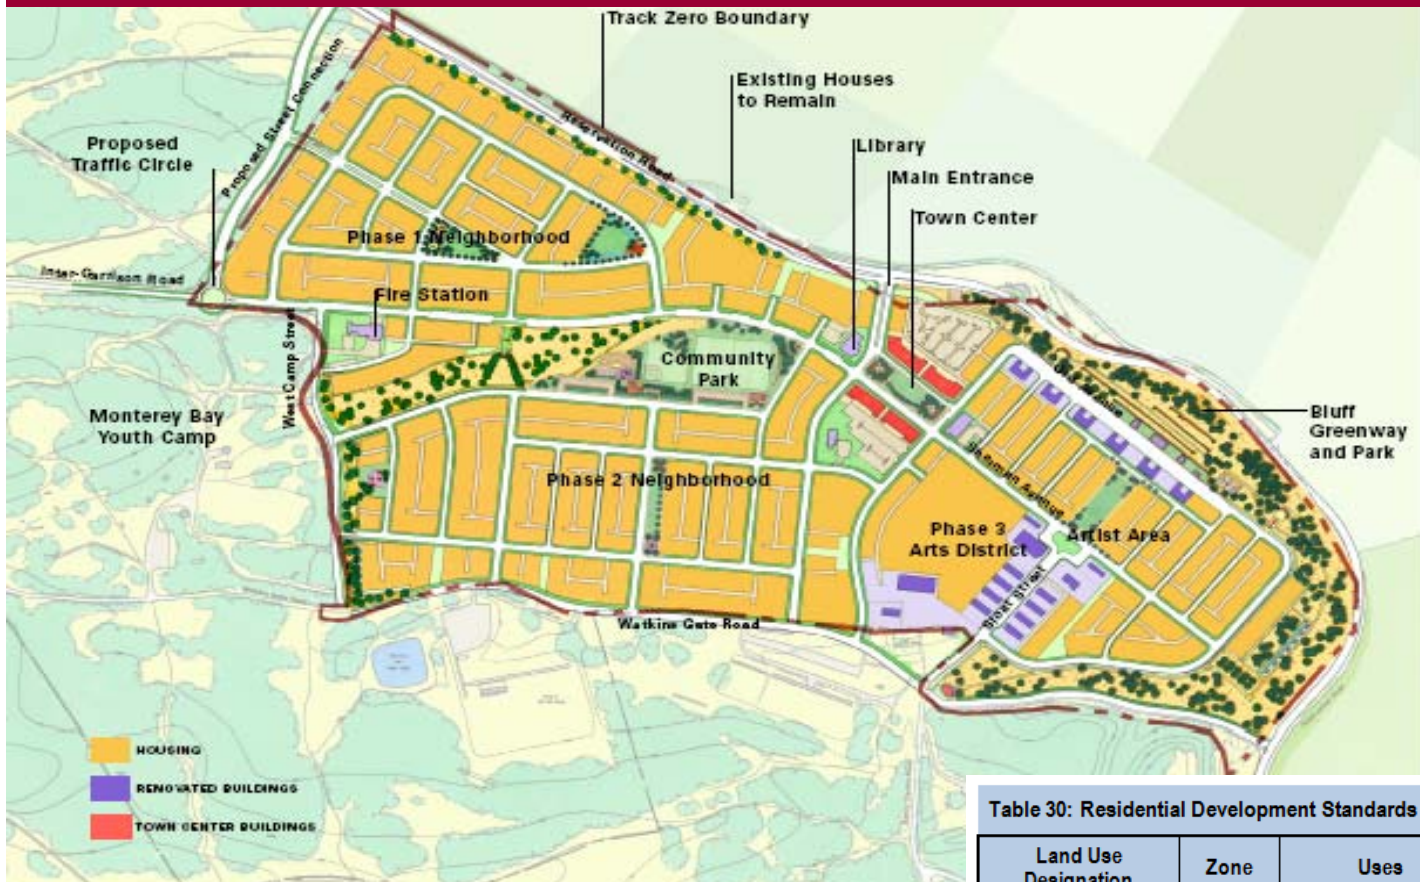 Track Zero Boundary
Existing Houses
to Remain
Proposed Street Connection
Reservation Road
Proposed
Traffic Circle
Library
Main Entrance
Town Center
Phase 1 Neighborhood
Inter-Garrison Road
Fire Station
West Camp Street
Community
Park
Monterey Bay
Youth Camp
Bluff
Greenway
and Park
Phase 2 Neighborhood
Avenue
Phase 3
Arts District
Artist Area
Sloat Street
Watkins Gate Road
HOUSING
RENOVATED BUILDINGS
TOWN CENTER BUILDINGS
Table 30: Residential Development Standards
Land Use
Designation
Zone
Uses